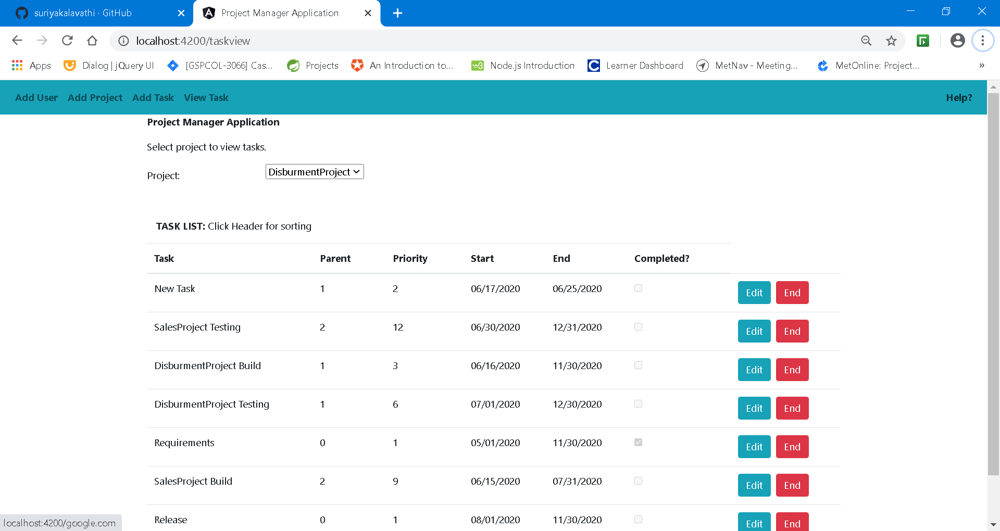 suriyakalavathi · GitHub
Project Manager Application
localhost:4200/taskview
Apps
Dialog | jQuery UI
[GSPCOL-3066] Cas...
Projects
An Introduction to...
Node.js Introduction
Learner Dashboard
MetNav - Meeting...
MetOnline: Project...
»
Add User Add Project Add Task View Task Help?
Project Manager Application
Select project to view tasks.
Project: DisburmentProject
TASK LIST: Click Header for sorting
Task Parent Priority Start End Completed?
New Task 1 2 06/17/2020 06/25/2020 Edit End
SalesProject Testing 2 12 06/30/2020 12/31/2020 Edit End
DisburmentProject Build 1 3 06/16/2020 11/30/2020 Edit End
DisburmentProject Testing 1 6 07/01/2020 12/30/2020 Edit End
Requirements 0 1 05/01/2020 11/30/2020 Edit End
SalesProject Build 2 9 06/15/2020 07/31/2020 Edit End
Release 0 1 08/01/2020 11/30/2020 Edit End
localhost:4200/google.com